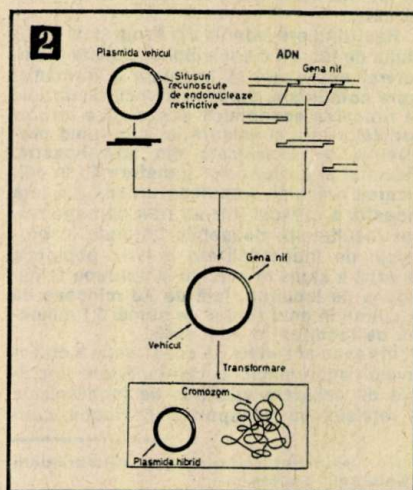 2
Plasmida vehicul
ADN
Gena nif
Situsuri
recunoscute
de endonucleaze
restrictive
Gena nif
Vehicul
Transformare
Cromozom
Plasmida hibrid